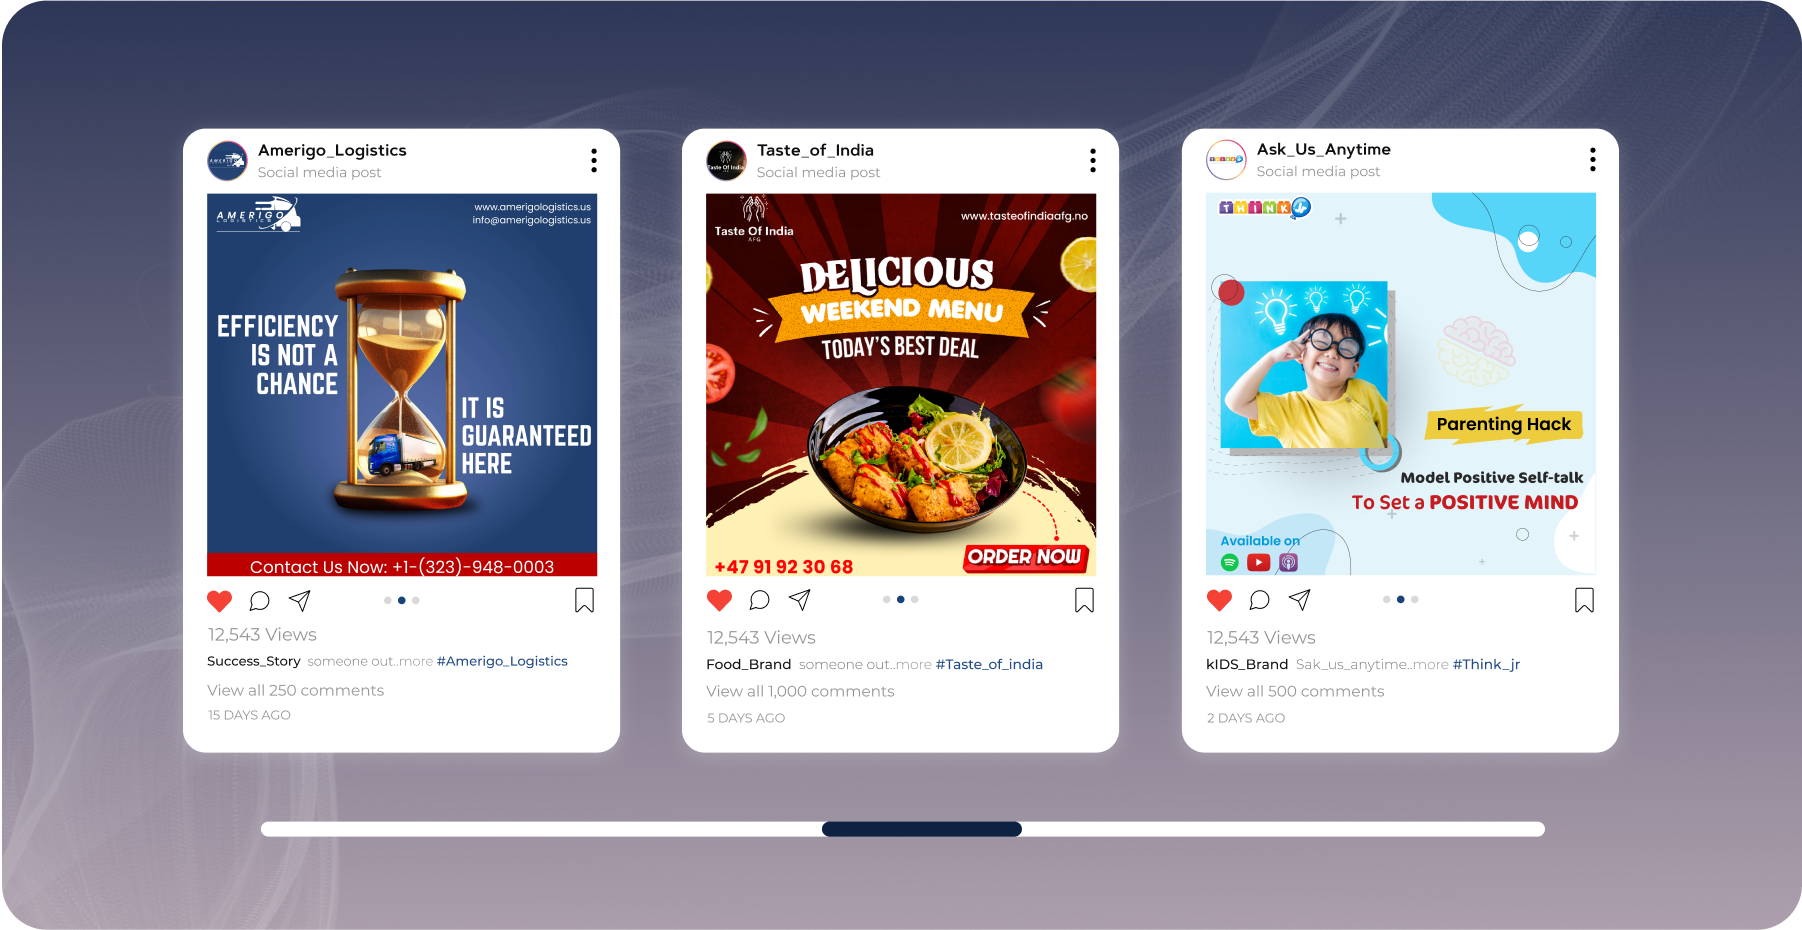 Amerigo_Logistics
Social media post
AMERIGO
LOGISTICS
www.amerigologistics.us
info@amerigologistics.us
EFFICIENCY
IS NOT A
CHANCE
IT IS
GUARANTEED
HERE
Contact Us Now: +1-(323)-948-0003
12,543 Views
Success_Story someone out..more #Amerigo_Logistics
View all 250 comments
15 DAYS AGO
Taste_of_India
Social media post
Taste Of India
Taste Of India
AFG
www.tasteofindiaafg.no
DELICIOUS
WEEKEND MENU
TODAY'S BEST DEAL
+47 91 92 30 68
ORDER NOW
12,543 Views
Food_Brand someone out..more #Taste_of_india
View all 1,000 comments
5 DAYS AGO
Ask_Us_Anytime
Social media post
THINK Jr
Parenting Hack
Model Positive Self-talk
To Set a POSITIVE MIND
Available on
12,543 Views
kIDS_Brand Sak_us_anytime..more #Think_jr
View all 500 comments
2 DAYS AGO